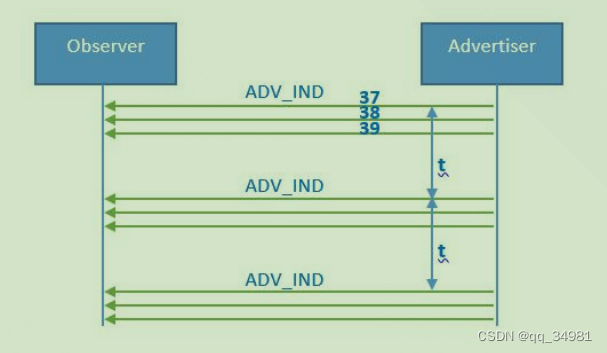 Observer
Advertiser
ADV_IND
37
38
39
t
ADV_IND
t
ADV_IND
CSDN @qq_34981